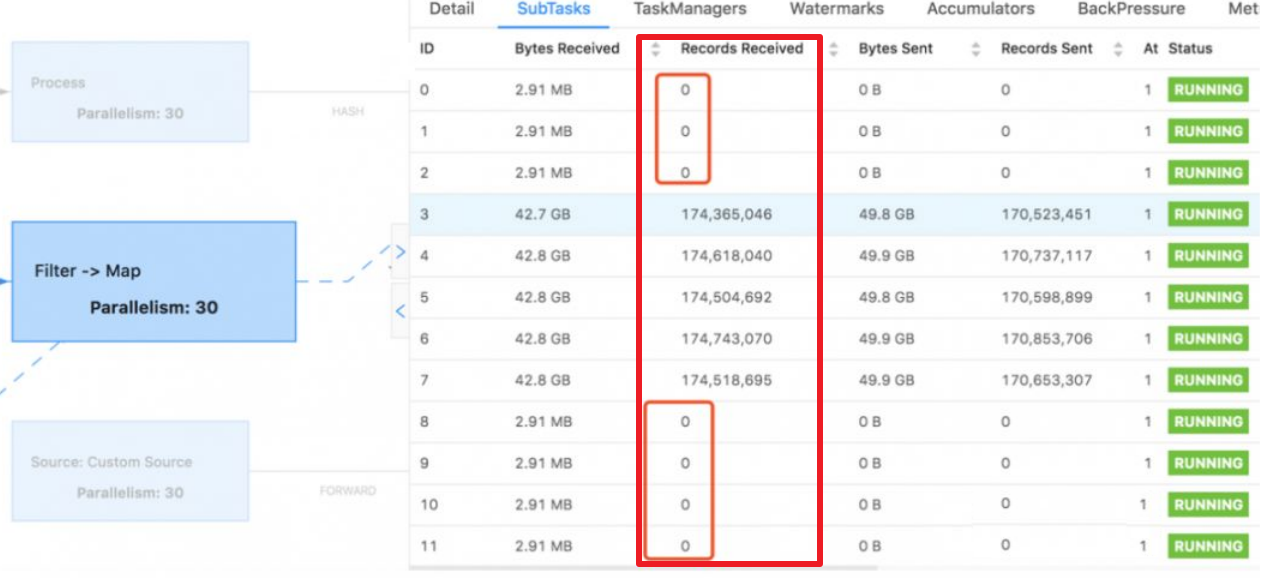 Detail SubTasks TaskManagers Watermarks Accumulators BackPressure Met
ID Bytes Received Records Received Bytes Sent Records Sent At Status
0 2.91 MB 0 0 B 0 1 RUNNING
1 2.91 MB 0 0 B 0 1 RUNNING
2 2.91 MB 0 0 B 0 1 RUNNING
3 42.7 GB 174,365,046 49.8 GB 170,523,451 1 RUNNING
4 42.8 GB 174,618,040 49.9 GB 170,737,117 1 RUNNING
5 42.8 GB 174,504,692 49.8 GB 170,598,899 1 RUNNING
6 42.8 GB 174,743,070 49.9 GB 170,853,706 1 RUNNING
7 42.8 GB 174,518,695 49.9 GB 170,653,307 1 RUNNING
8 2.91 MB 0 0 B 0 1 RUNNING
9 2.91 MB 0 0 B 0 1 RUNNING
10 2.91 MB 0 0 B 0 1 RUNNING
11 2.91 MB 0 0 B 0 1 RUNNING
Process
Parallelism: 30
HASH
Filter -> Map
Parallelism: 30
Source: Custom Source
Parallelism: 30
FORWARD